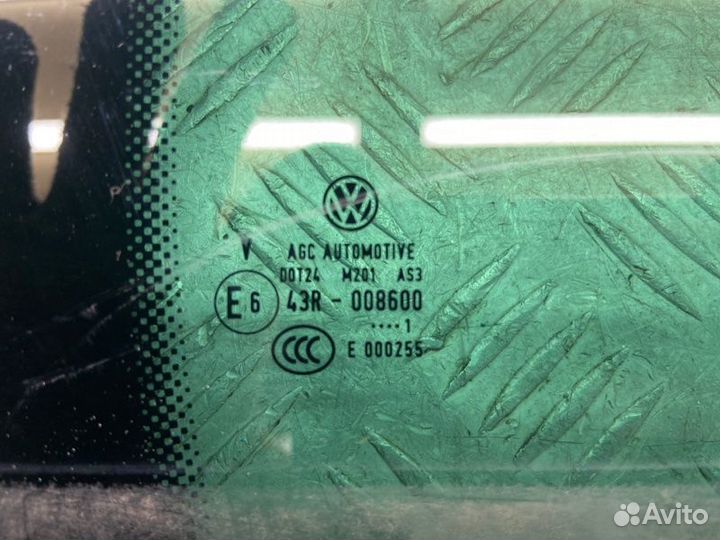 V AGC AUTOMOTIVE
DOT24 M201 AS3
E6 43R - 008600
····1
CCC E 000255
Avito